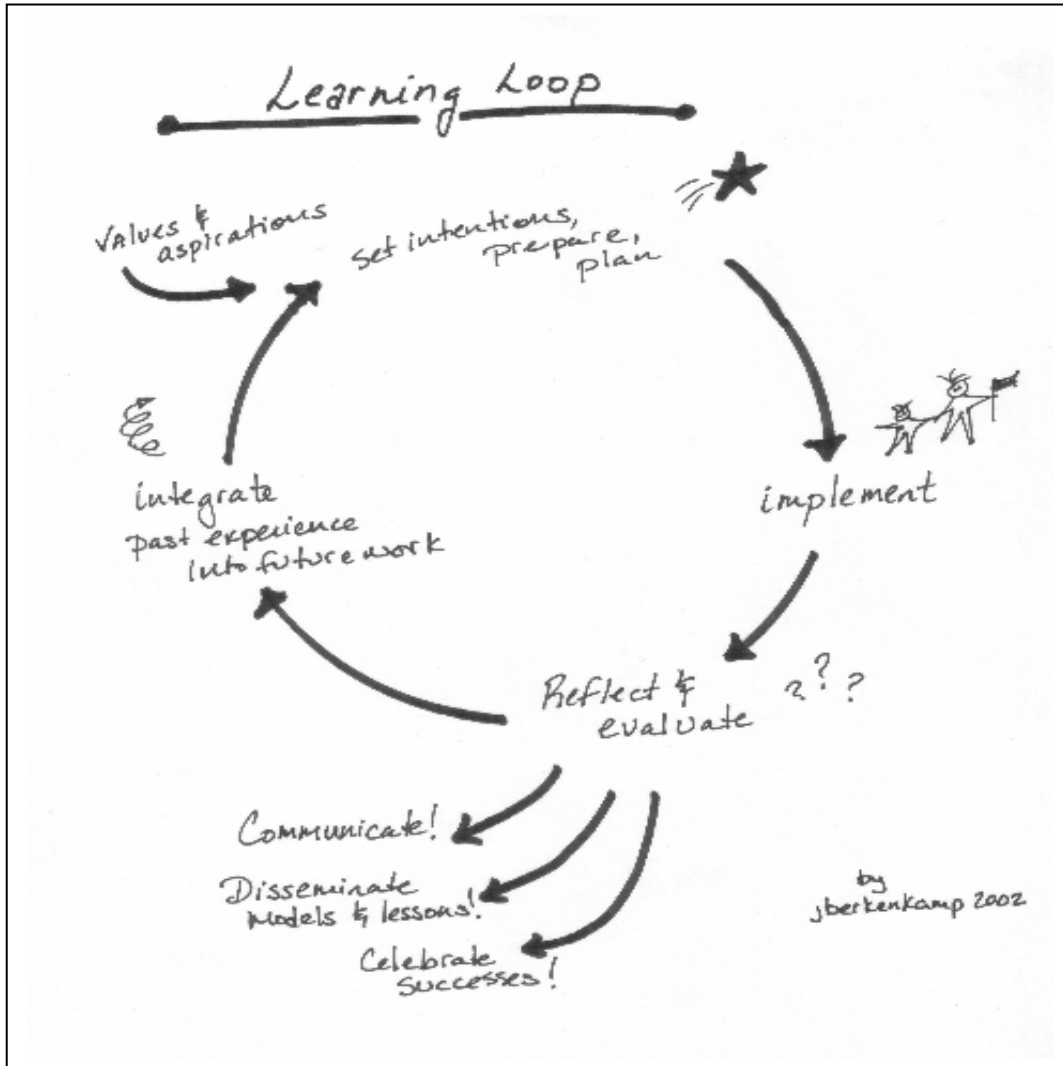 Learning Loop
Values &
aspirations
set intentions,
prepare,
plan
implement
integrate
past experience
into future work
Reflect &
evaluate
???
Communicate!
Disseminate
Models & lessons!
Celebrate
successes!
by
jberkenkamp 2002